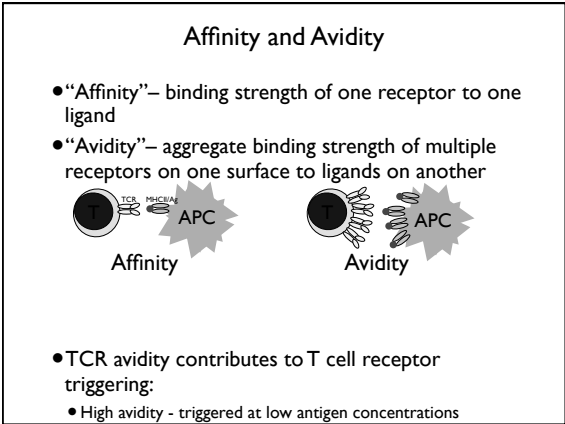 Affinity and Avidity
●“Affinity”– binding strength of one receptor to one
ligand
●“Avidity”– aggregate binding strength of multiple
receptors on one surface to ligands on another
T TCR MHCII/Ag APC T APC
Affinity Avidity
●TCR avidity contributes to T cell receptor
triggering:
● High avidity - triggered at low antigen concentrations